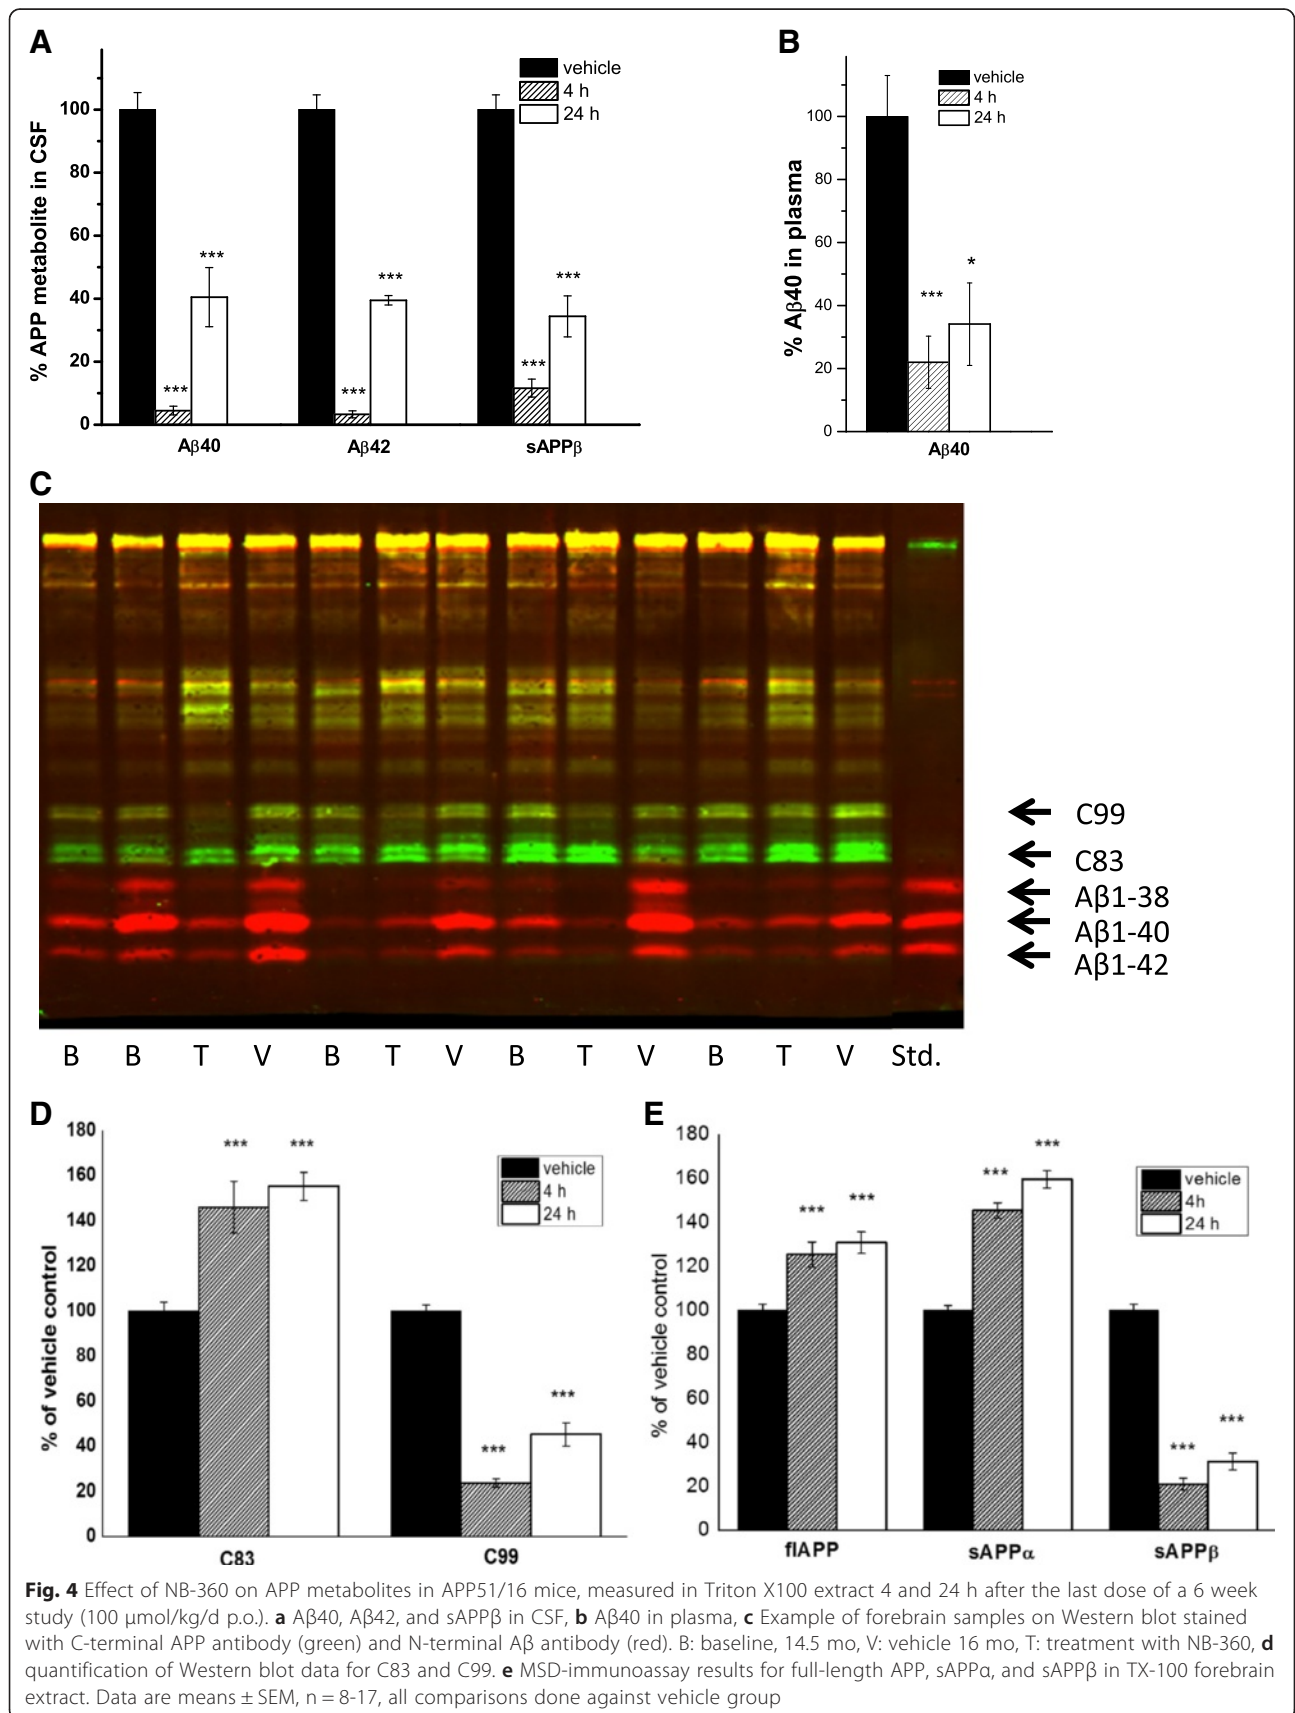 A
% APP metabolite in CSF
100
80
60
40
20
0
vehicle
4 h
24 h
***
***
***
***
***
***
Aβ40
Aβ42
sAPPβ
B
% Aβ40 in plasma
100
80
60
40
20
0
vehicle
4 h
24 h
***
*
Aβ40
C
C99
C83
Aβ1-38
Aβ1-40
Aβ1-42
B B T V B T V B T V B T V Std.
D
% of vehicle control
180
160
140
120
100
80
60
40
20
0
vehicle
4 h
24 h
***
***
***
***
C83
C99
E
% of vehicle control
180
160
140
120
100
80
60
40
20
0
vehicle
4h
24 h
***
***
***
***
***
***
flAPP
sAPPα
sAPPβ
Fig. 4 Effect of NB-360 on APP metabolites in APP51/16 mice, measured in Triton X100 extract 4 and 24 h after the last dose of a 6 week
study (100 μmol/kg/d p.o.). a Aβ40, Aβ42, and sAPPβ in CSF, b Aβ40 in plasma, c Example of forebrain samples on Western blot stained
with C-terminal APP antibody (green) and N-terminal Aβ antibody (red). B: baseline, 14.5 mo, V: vehicle 16 mo, T: treatment with NB-360, d
quantification of Western blot data for C83 and C99. e MSD-immunoassay results for full-length APP, sAPPα, and sAPPβ in TX-100 forebrain
extract. Data are means ± SEM, n = 8-17, all comparisons done against vehicle group